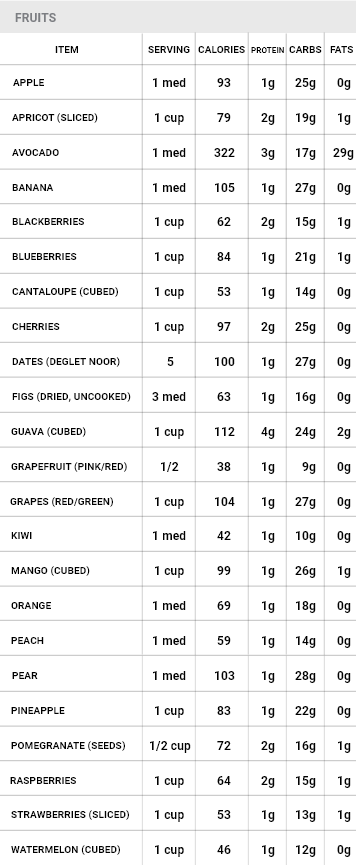 FRUITS
ITEM SERVING CALORIES PROTEIN CARBS FATS
APPLE 1 med 93 1g 25g 0g
APRICOT (SLICED) 1 cup 79 2g 19g 1g
AVOCADO 1 med 322 3g 17g 29g
BANANA 1 med 105 1g 27g 0g
BLACKBERRIES 1 cup 62 2g 15g 1g
BLUEBERRIES 1 cup 84 1g 21g 1g
CANTALOUPE (CUBED) 1 cup 53 1g 14g 0g
CHERRIES 1 cup 97 2g 25g 0g
DATES (DEGLET NOOR) 5 100 1g 27g 0g
FIGS (DRIED, UNCOOKED) 3 med 63 1g 16g 0g
GUAVA (CUBED) 1 cup 112 4g 24g 2g
GRAPEFRUIT (PINK/RED) 1/2 38 1g 9g 0g
GRAPES (RED/GREEN) 1 cup 104 1g 27g 0g
KIWI 1 med 42 1g 10g 0g
MANGO (CUBED) 1 cup 99 1g 26g 1g
ORANGE 1 med 69 1g 18g 0g
PEACH 1 med 59 1g 14g 0g
PEAR 1 med 103 1g 28g 0g
PINEAPPLE 1 cup 83 1g 22g 0g
POMEGRANATE (SEEDS) 1/2 cup 72 2g 16g 1g
RASPBERRIES 1 cup 64 2g 15g 1g
STRAWBERRIES (SLICED) 1 cup 53 1g 13g 1g
WATERMELON (CUBED) 1 cup 46 1g 12g 0g